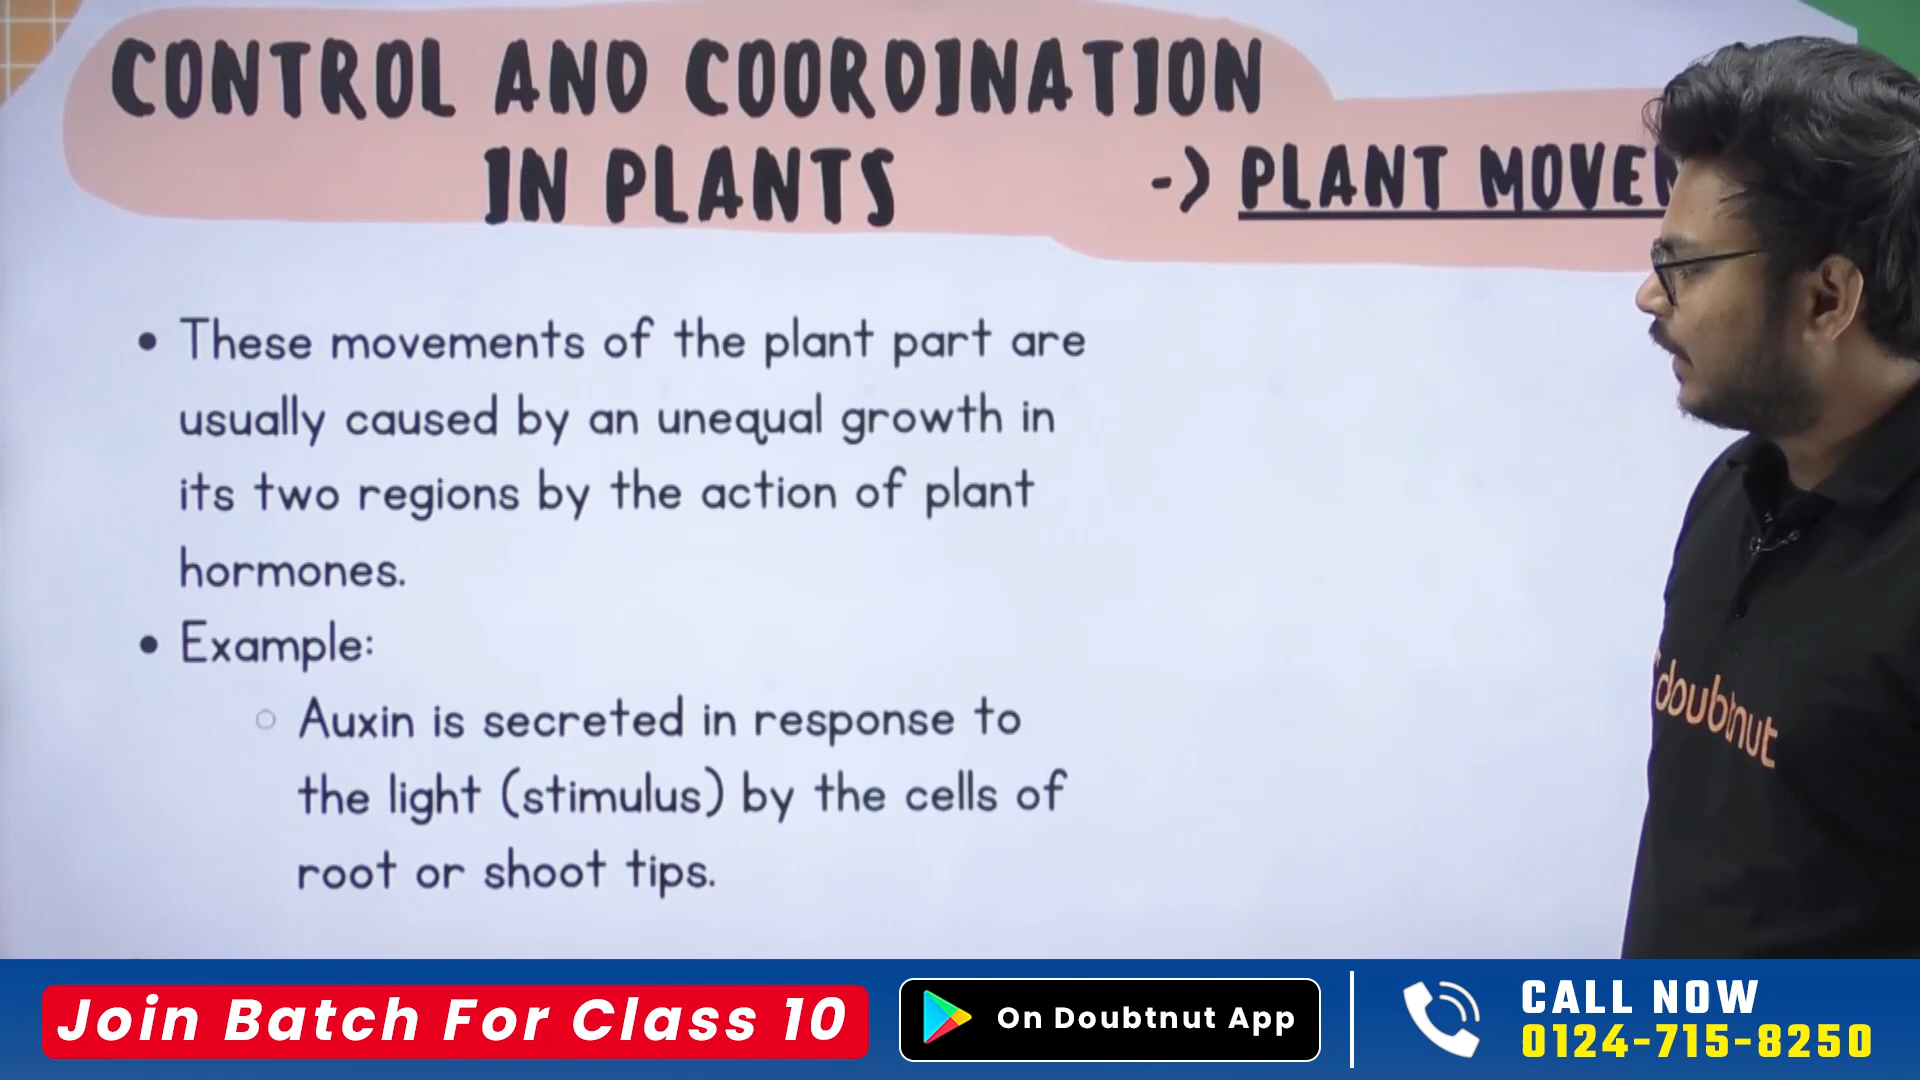 CONTROL AND COORDINATION
IN PLANTS
-> PLANT
• These movements of the plant part are
usually caused by an unequal growth in
its two regions by the action of plant
hormones.
• Example:
○ Auxin is secreted in response to
the light (stimulus) by the cells of
root or shoot tips.
doubtnut
Join Batch For Class 10
On Doubtnut App
CALL NOW
0124-715-8250